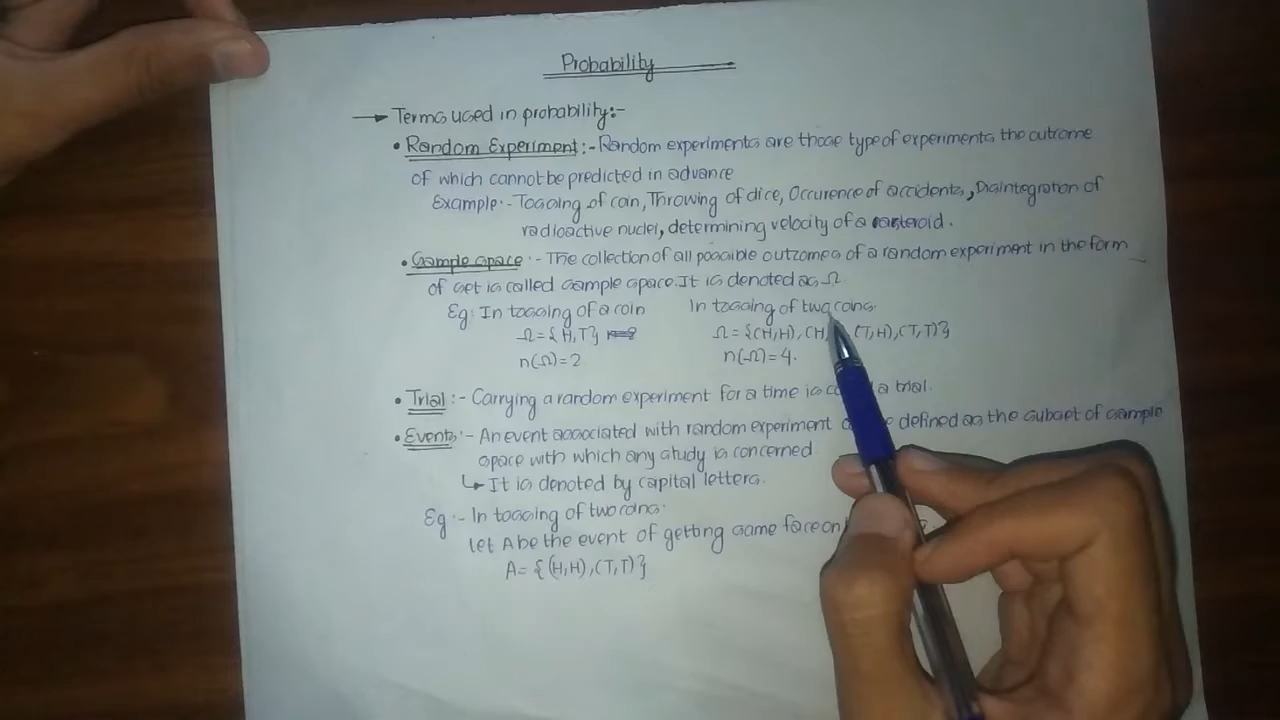 Probability
→ Terms used in probability:-
• Random Experiment:- Random experiments are those type of experiments the outcome
of which cannot be predicted in advance
Example:- Tossing of coin, Throwing of dice, Occurence of accidents, Disintegration of
radioactive nuclei, determining velocity of a asteroid.
• Sample space:- The collection of all possible outcomes of a random experiment in the form
of set is called sample space. It is denoted as Ω.
Eg: In tossing of a coin In tossing of two coins.
Ω = {H,T} Ω = {(H,H), (H, (T,H), (T,T)}
n(Ω)=2 n(Ω)=4.
• Trial:- Carrying a random experiment for a time is a trial.
• Events:- An event associated with random experiment defined as the subset of sample
space with which any study is concerned
↳ It is denoted by capital letters.
Eg:- In tossing of two coins.
Let A be the event of getting same face on
A = {(H,H), (T,T)}